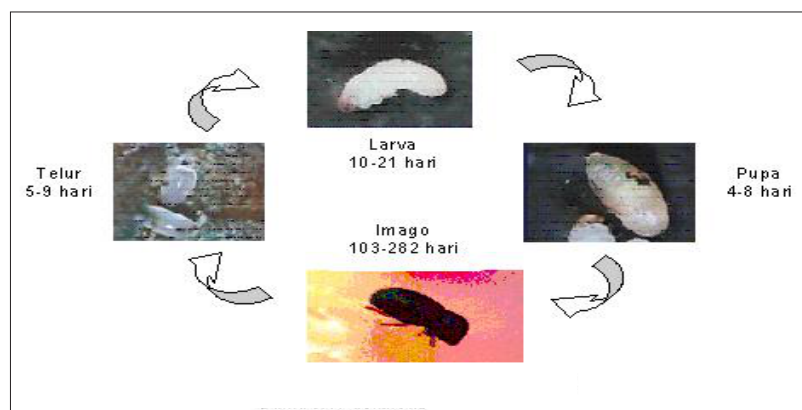 Larva
10-21 hari
Telur
5-9 hari
Pupa
4-8 hari
Imago
103-282 hari